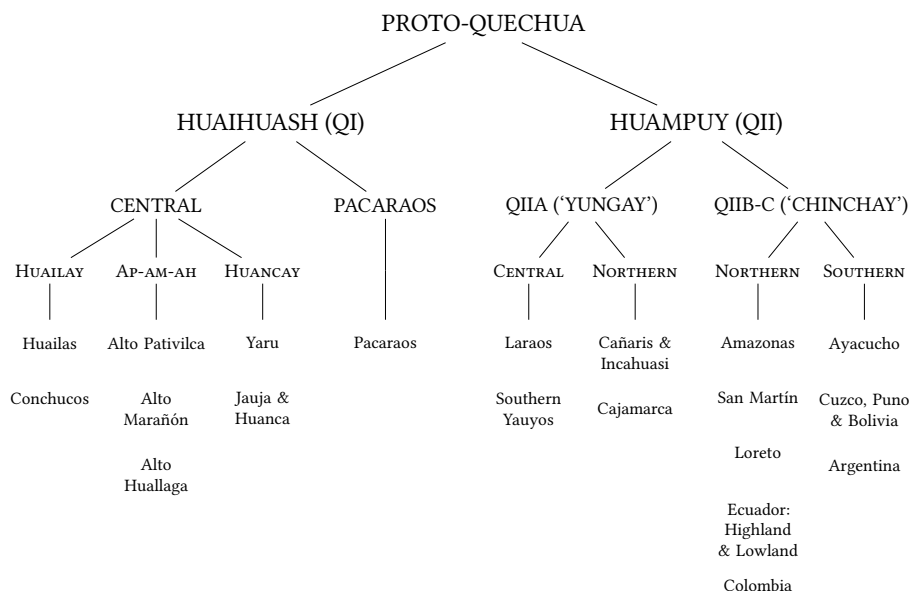 PROTO-QUECHUA
HUAIHUASH (QI)
HUAMPUY (QII)
CENTRAL
PACARAOS
QIIA (‘YUNGAY’)
QIIB-C (‘CHINCHAY’)
Huailay
Ap-am-ah
Huancay
Central
Northern
Northern
Southern
Huailas
Conchucos
Alto Pativilca
Alto
Marañón
Alto
Huallaga
Yaru
Jauja &
Huanca
Pacaraos
Laraos
Southern
Yauyos
Cañaris &
Incahuasi
Cajamarca
Amazonas
San Martín
Loreto
Ecuador:
Highland
& Lowland
Colombia
Ayacucho
Cuzco, Puno
& Bolivia
Argentina